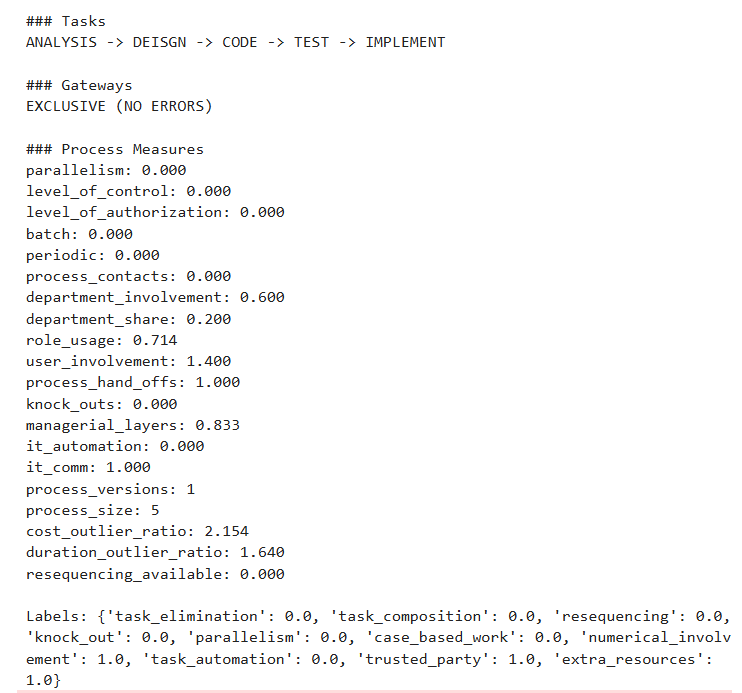 ### Tasks
ANALYSIS -> DEISGN -> CODE -> TEST -> IMPLEMENT
### Gateways
EXCLUSIVE (NO ERRORS)
### Process Measures
parallelism: 0.000
level_of_control: 0.000
level_of_authorization: 0.000
batch: 0.000
periodic: 0.000
process_contacts: 0.000
department_involvement: 0.600
department_share: 0.200
role_usage: 0.714
user_involvement: 1.400
process_hand_offs: 1.000
knock_outs: 0.000
managerial_layers: 0.833
it_automation: 0.000
it_comm: 1.000
process_versions: 1
process_size: 5
cost_outlier_ratio: 2.154
duration_outlier_ratio: 1.640
resequencing_available: 0.000
Labels: {'task_elimination': 0.0, 'task_composition': 0.0, 'resequencing': 0.0,
'knock_out': 0.0, 'parallelism': 0.0, 'case_based_work': 0.0, 'numerical_involv
ement': 1.0, 'task_automation': 0.0, 'trusted_party': 1.0, 'extra_resources':
1.0}